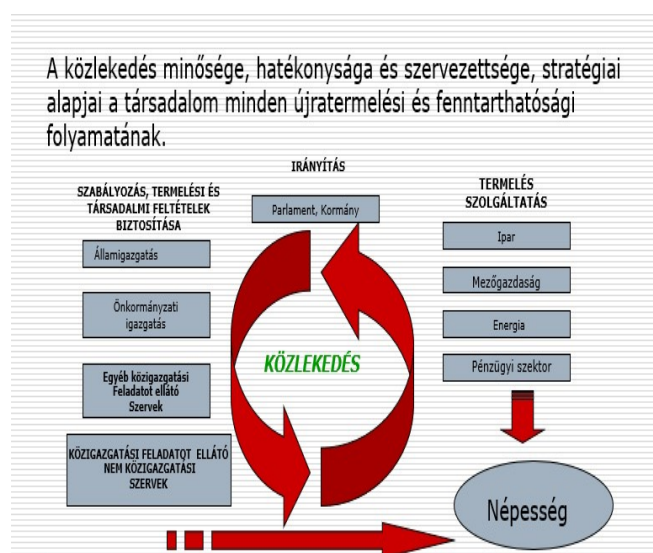 A közlekedés minősége, hatékonysága és szervezettsége, stratégiai
alapjai a társadalom minden újratermelési és fenntarthatósági
folyamatának.
IRÁNYÍTÁS
Parlament, Kormány
SZABÁLYOZÁS, TERMELÉSI ÉS
TÁRSADALMI FELTÉTELEK
BIZTOSÍTÁSA
Államigazgatás
Önkormányzati
igazgatás
Egyéb közigazgatási
Feladatot ellátó
Szervek
KÖZIGAZGATÁSI FELADATOT ELLÁTÓ
NEM KÖZIGAZGATÁSI
SZERVEK
KÖZLEKEDÉS
TERMELÉS
SZOLGÁLTATÁS
Ipar
Mezőgazdaság
Energia
Pénzügyi szektor
Népesség